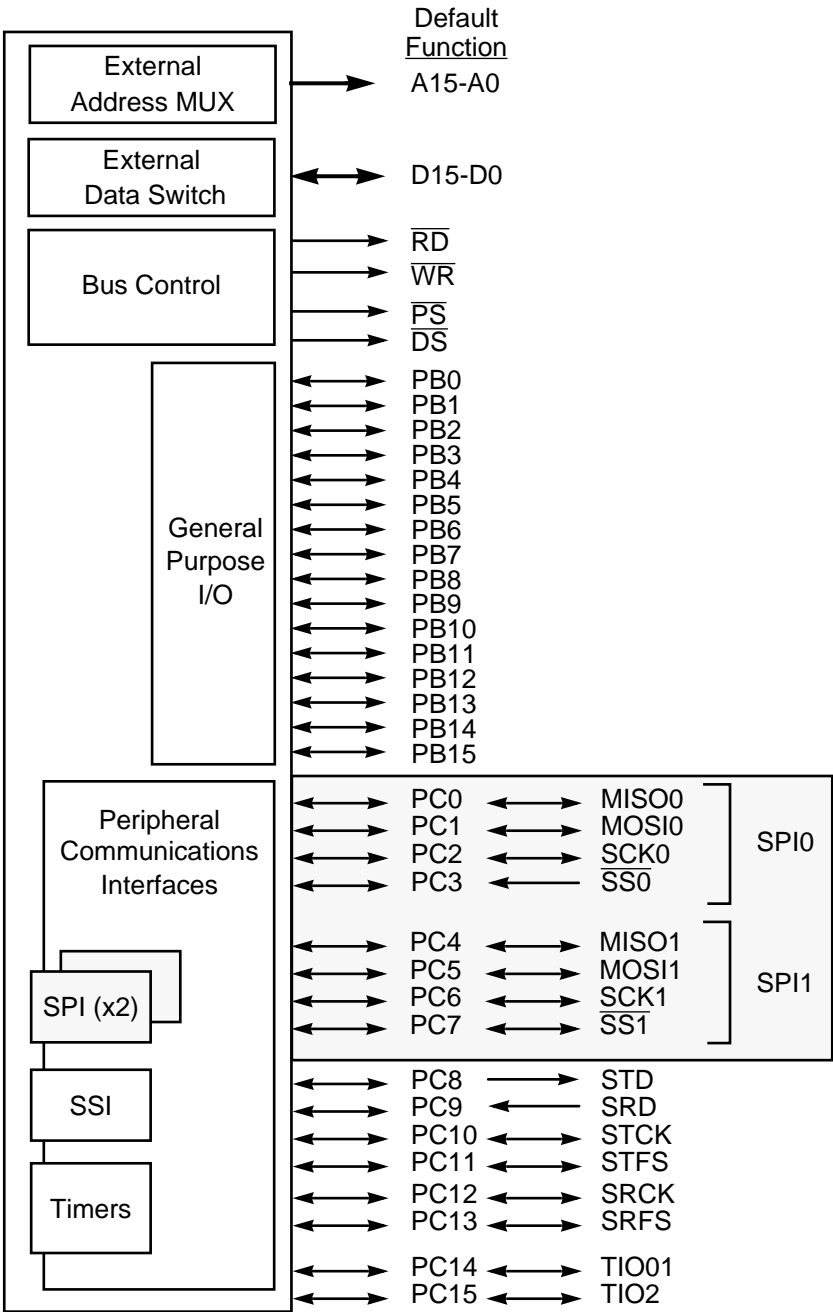 Default
Function
External
Address MUX
A15-A0
External
Data Switch
D15-D0
Bus Control
RD
WR
PS
DS
General
Purpose
I/O
PB0
PB1
PB2
PB3
PB4
PB5
PB6
PB7
PB8
PB9
PB10
PB11
PB12
PB13
PB14
PB15
Peripheral
Communications
Interfaces
SPI (x2)
SSI
Timers
PC0 MISO0
PC1 MOSI0
PC2 SCK0
PC3 SS0
SPI0
PC4 MISO1
PC5 MOSI1
PC6 SCK1
PC7 SS1
SPI1
PC8 STD
PC9 SRD
PC10 STCK
PC11 STFS
PC12 SRCK
PC13 SRFS
PC14 TIO01
PC15 TIO2